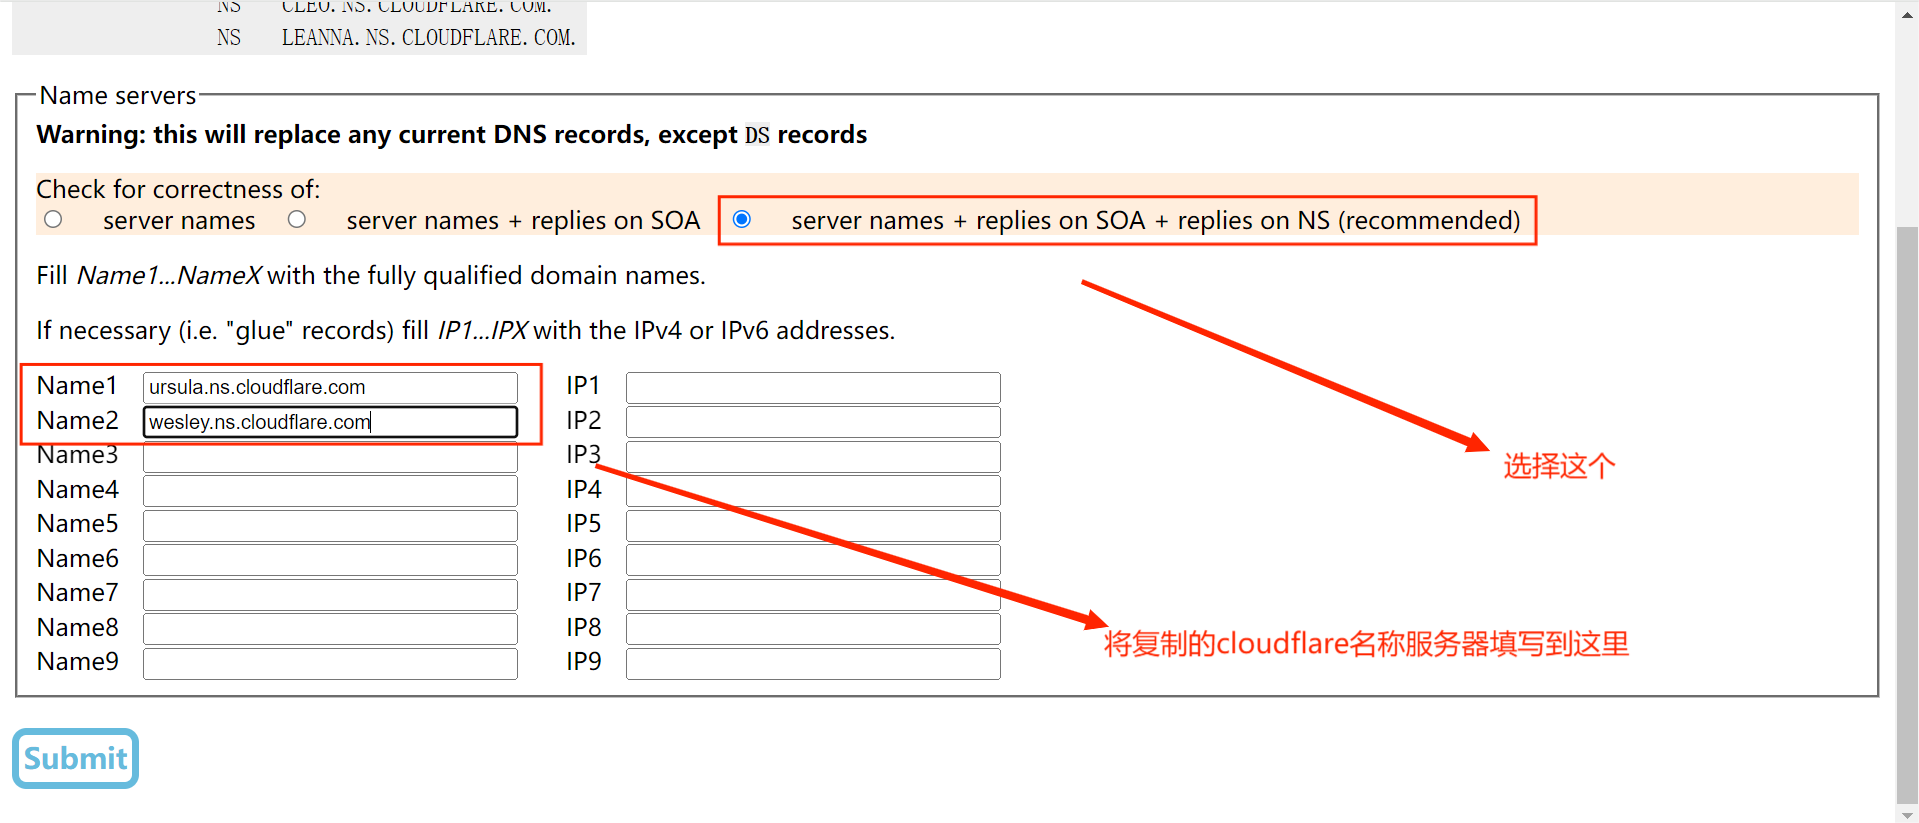 NS CLEO.NS.CLOUDFLARE.COM.
NS LEANNA.NS.CLOUDFLARE.COM.
Name servers
Warning: this will replace any current DNS records, except DS records
Check for correctness of:
server names server names + replies on SOA server names + replies on SOA + replies on NS (recommended)
Fill Name1...NameX with the fully qualified domain names.
If necessary (i.e. "glue" records) fill IP1...IPX with the IPv4 or IPv6 addresses.
Name1 ursula.ns.cloudflare.com IP1
Name2 wesley.ns.cloudflare.com IP2
Name3 IP3
选择这个
Name4 IP4
Name5 IP5
Name6 IP6
Name7 IP7
Name8 IP8
将复制的cloudflare名称服务器填写到这里
Name9 IP9
Submit